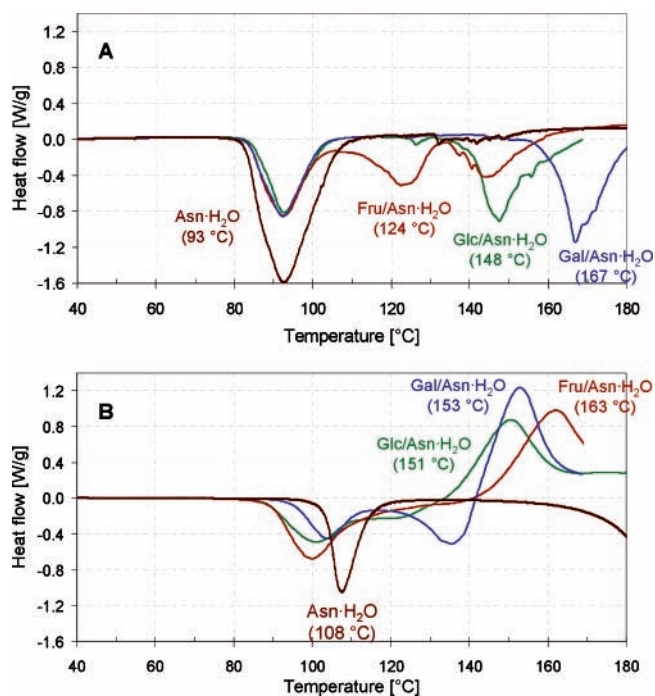 A
1.2
0.8
0.4
0.0
-0.4
-0.8
-1.2
-1.6
Heat flow [W/g]
Asn·H₂O
(93 °C)
Fru/Asn·H₂O
(124 °C)
Glc/Asn·H₂O
(148 °C)
Gal/Asn·H₂O
(167 °C)
40 60 80 100 120 140 160 180
Temperature [°C]
B
1.2
0.8
0.4
0.0
-0.4
-0.8
-1.2
-1.6
Heat flow [W/g]
Gal/Asn·H₂O
(153 °C)
Fru/Asn·H₂O
(163 °C)
Glc/Asn·H₂O
(151 °C)
Asn·H₂O
(108 °C)
40 60 80 100 120 140 160 180
Temperature [°C]